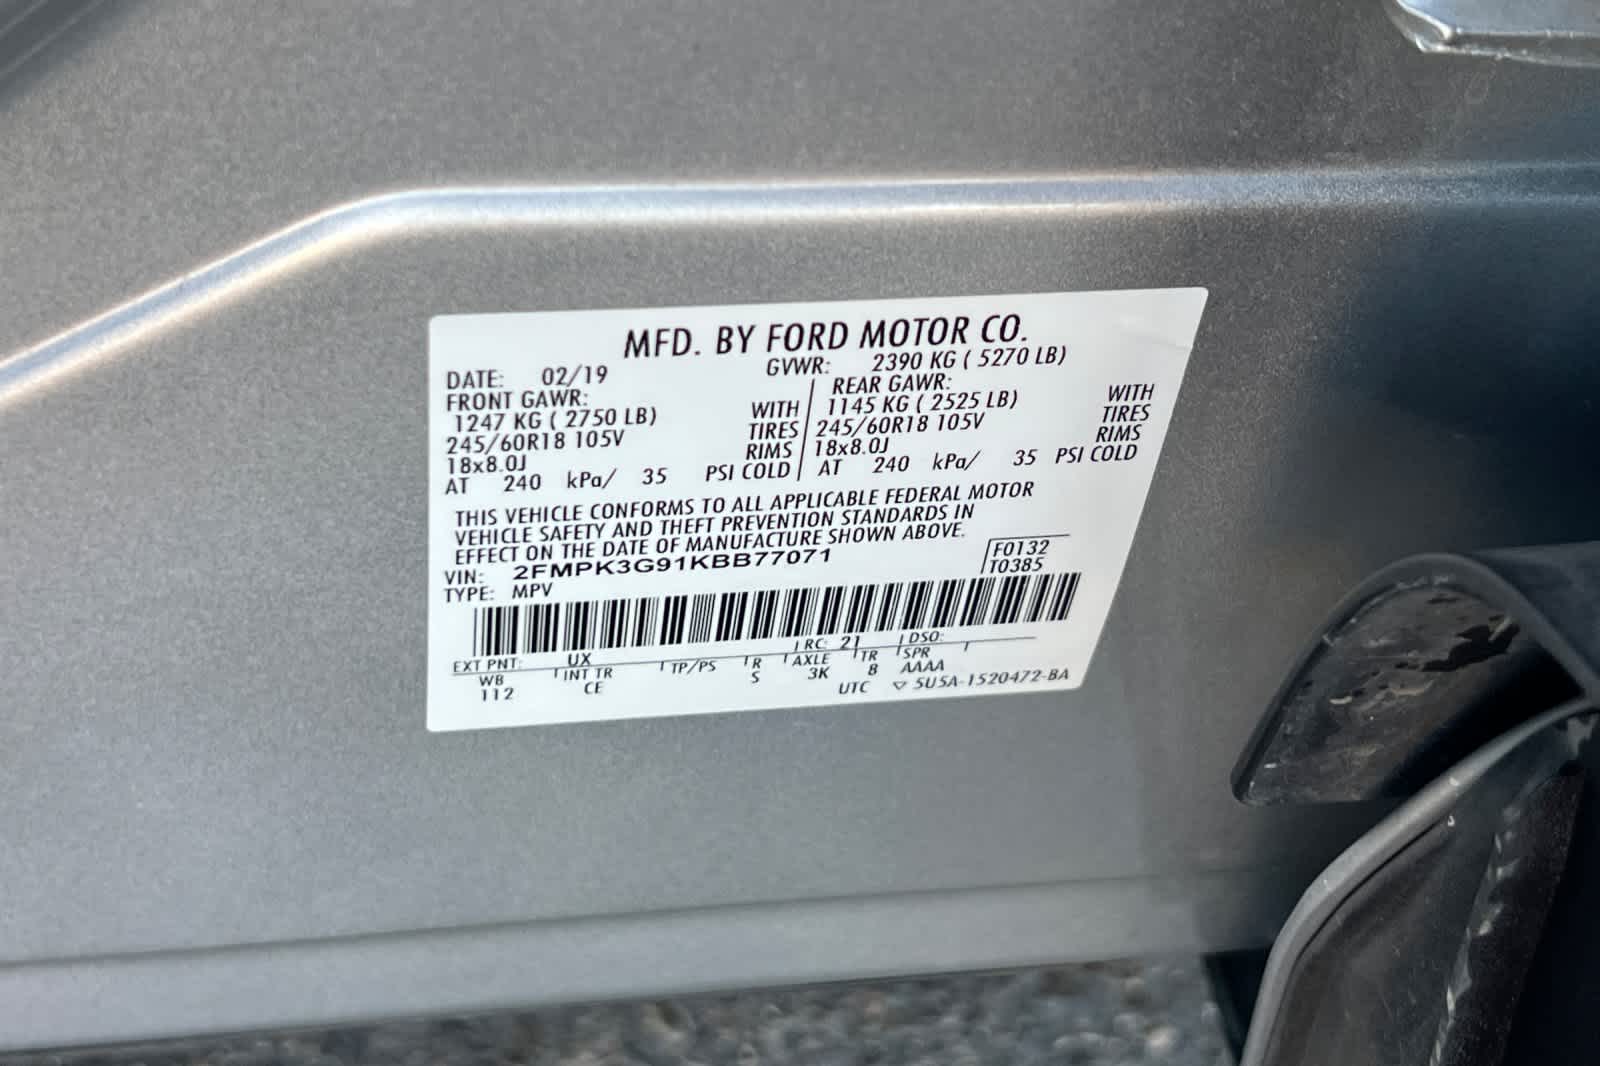 MFD. BY FORD MOTOR CO.
DATE: 02/19 GVWR: 2390 KG ( 5270 LB)
FRONT GAWR: REAR GAWR:
1247 KG ( 2750 LB) WITH 1145 KG ( 2525 LB) WITH
245/60R18 105V TIRES 245/60R18 105V TIRES
18x8.0J RIMS 18x8.0J RIMS
AT 240 kPa/ 35 PSI COLD AT 240 kPa/ 35 PSI COLD
THIS VEHICLE CONFORMS TO ALL APPLICABLE FEDERAL MOTOR
VEHICLE SAFETY AND THEFT PREVENTION STANDARDS IN
EFFECT ON THE DATE OF MANUFACTURE SHOWN ABOVE.
VIN: 2FMPK3G91KBB77071 F0132
TYPE: MPV T0385
EXT PNT: UX RC: 21 DSO:
WB INT TR TP/PS R AXLE TR SPR
112 CE S 3K 8 AAAA
UTC ▽ 5U5A-1520472-BA